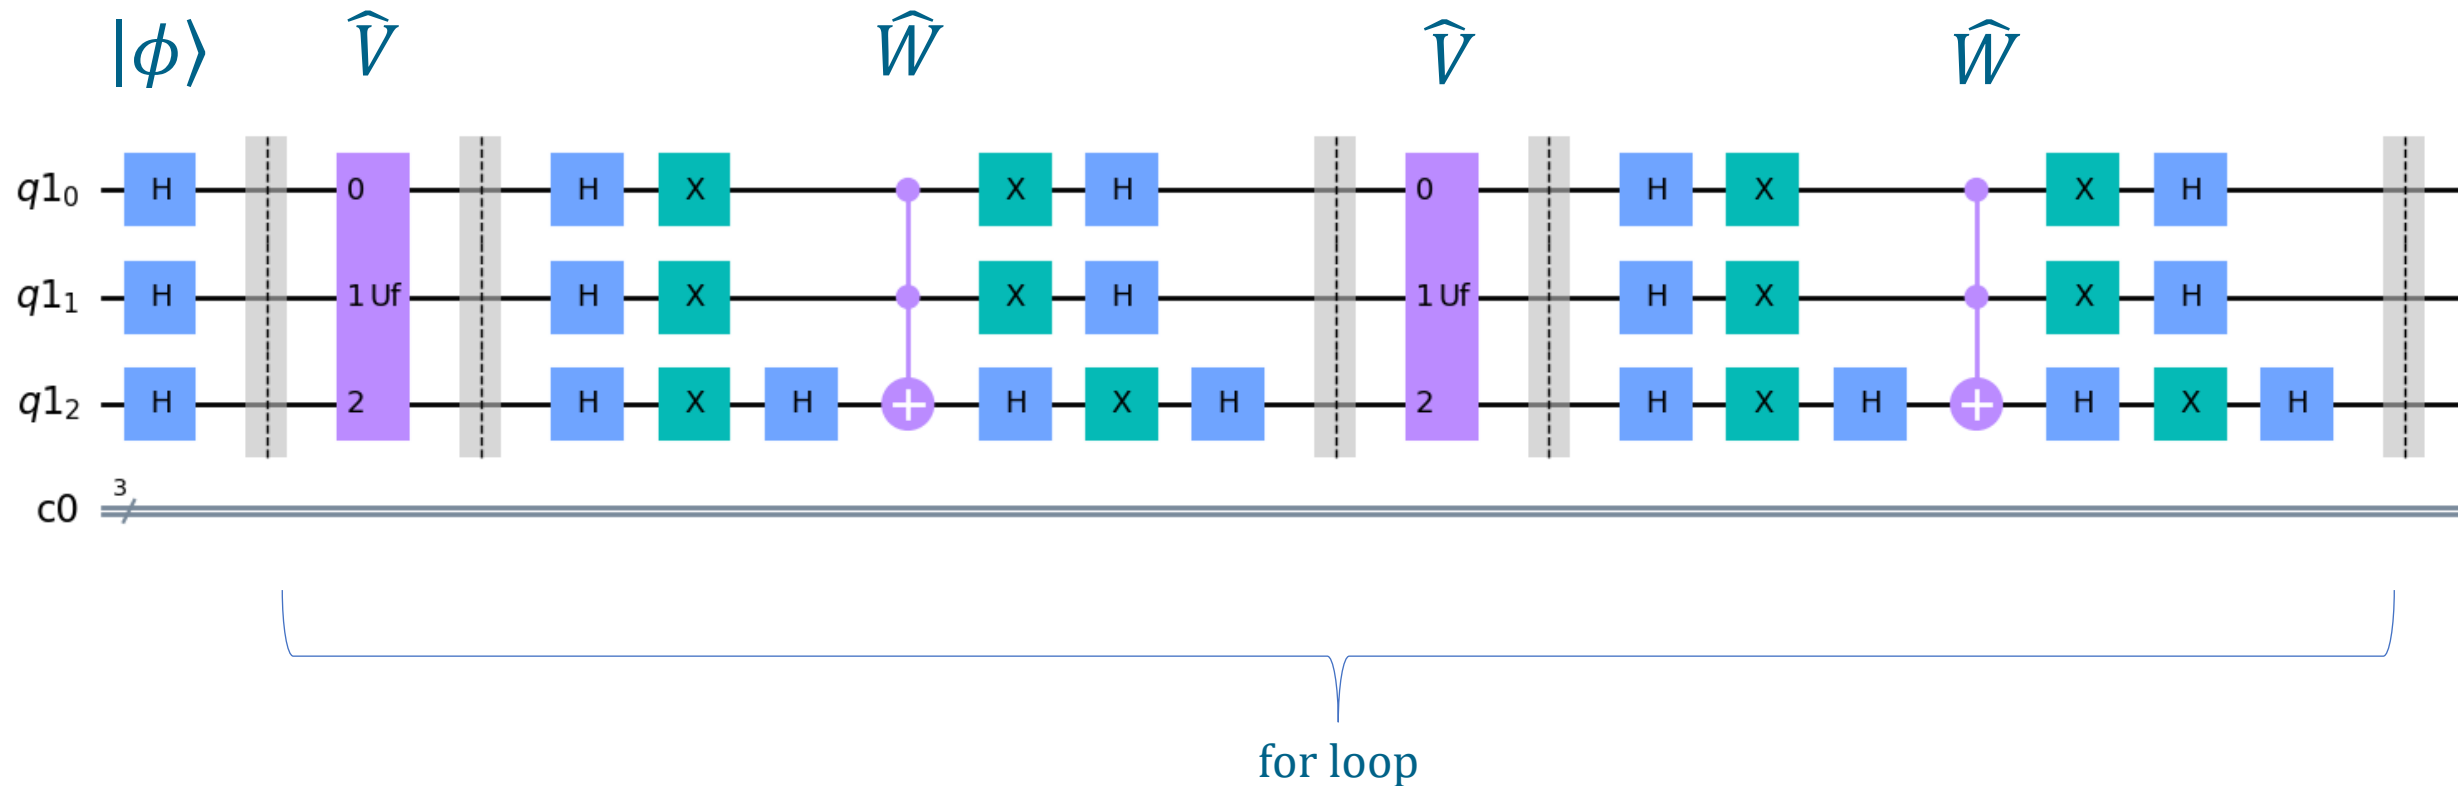 |ϕ⟩ V̂ Ŵ V̂ Ŵ
q1₀ H 0 H X X H 0 H X X H
q1₁ H 1 Uf H X X H 1 Uf H X X H
q1₂ H 2 H X H H X H 2 H X H H X H
3
c0
for loop